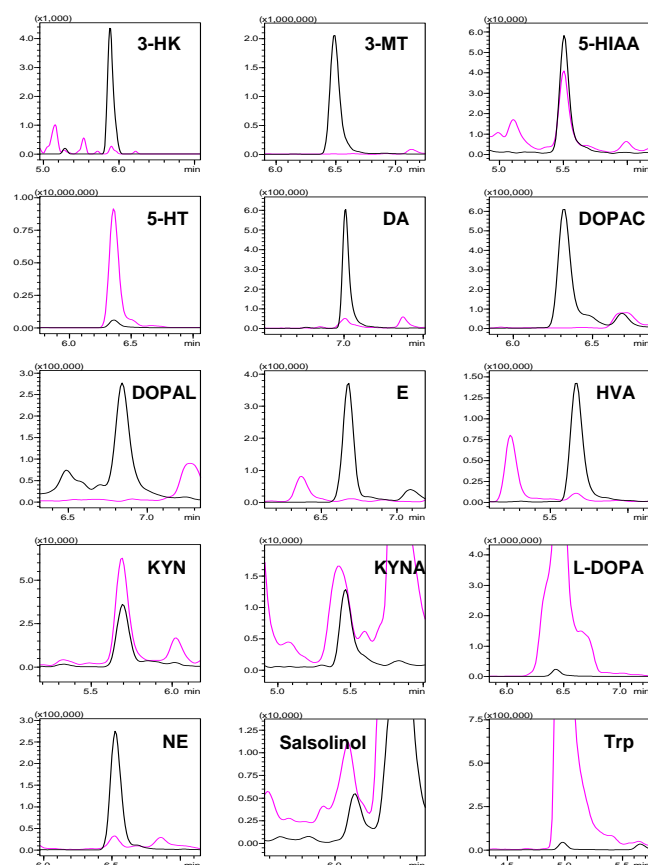 (x1,000) (x1,000,000) (x10,000)
3-HK 3-MT 5-HIAA
4.0 3.0 2.0 1.0 0.0
2.0 1.5 1.0 0.5 0.0
6.0 4.0 2.0 0.0
5.0 6.0 min 6.0 6.5 7.0 min 5.0 5.5 min
(x10,000,000) (x100,000) (x100,000)
5-HT DA DOPAC
1.00 0.75 0.50 0.25 0.00
6.0 5.0 4.0 3.0 2.0 1.0 0.0
6.0 5.0 4.0 3.0 2.0 1.0 0.0
6.0 6.5 min 7.0 min 6.0 6.5 min
(x100,000) (x100,000) (x100,000)
DOPAL E HVA
3.0 2.5 2.0 1.5 1.0 0.5 0.0
4.0 3.0 2.0 1.0 0.0
1.50 1.25 1.00 0.75 0.50 0.25 0.00
6.5 7.0 min 6.5 7.0 min 5.5 min
(x10,000) (x10,000) (x1,000,000)
KYN KYNA L-DOPA
5.0 2.5 0.0
1.5 1.0 0.5 0.0
4.0 3.0 2.0 1.0 0.0
5.5 6.0 min 5.0 5.5 6.0 min 6.0 6.5 7.0 min
(x100,000) (x10,000) (x100,000)
NE Salsolinol Trp
3.0 2.0 1.0 0.0
1.25 1.00 0.75 0.50 0.25 0.00
7.5 5.0 2.5 0.0
min min min